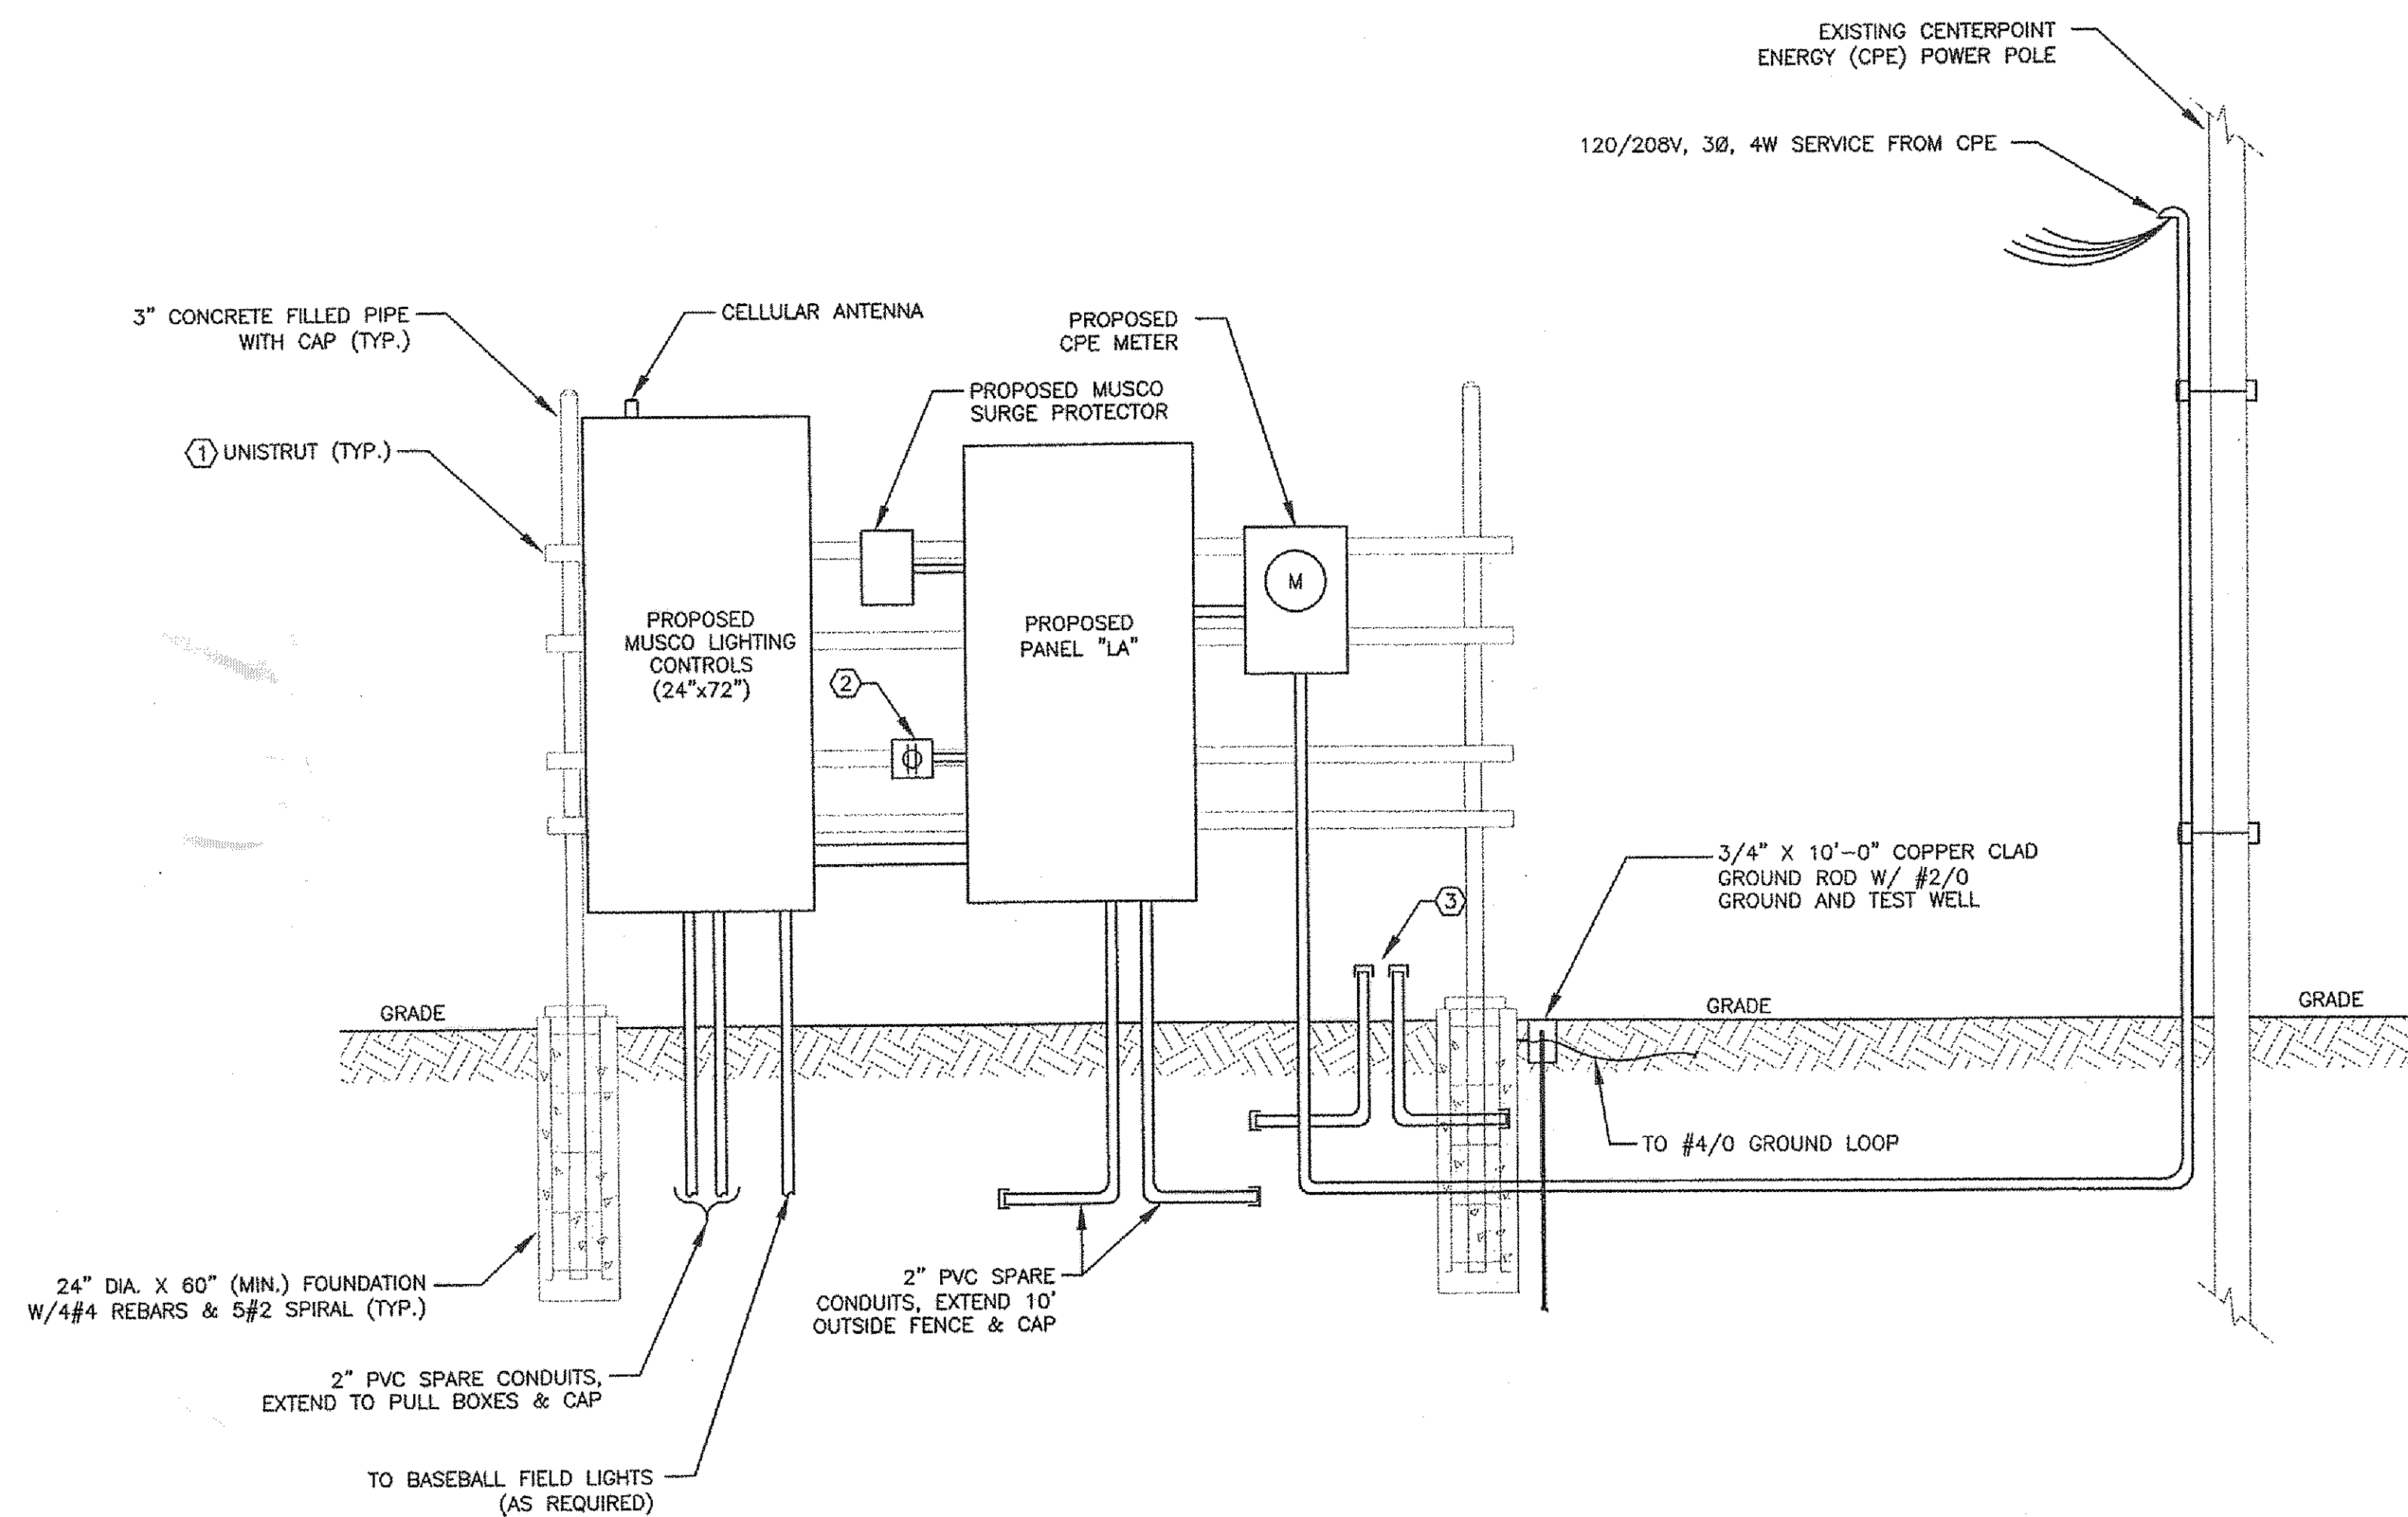 EXISTING CENTERPOINT
ENERGY (CPE) POWER POLE
120/208V, 3Ø, 4W SERVICE FROM CPE
3" CONCRETE FILLED PIPE
WITH CAP (TYP.)
CELLULAR ANTENNA
PROPOSED
CPE METER
PROPOSED MUSCO
SURGE PROTECTOR
1 UNISTRUT (TYP.)
M
PROPOSED
MUSCO LIGHTING
CONTROLS
(24"x72")
PROPOSED
PANEL "LA"
2
3/4" X 10'-0" COPPER CLAD
GROUND ROD W/ #2/0
GROUND AND TEST WELL
3
GRADE
GRADE
GRADE
TO #4/0 GROUND LOOP
24" DIA. X 60" (MIN.) FOUNDATION
W/4#4 REBARS & 5#2 SPIRAL (TYP.)
2" PVC SPARE
CONDUITS, EXTEND 10'
OUTSIDE FENCE & CAP
2" PVC SPARE CONDUITS,
EXTEND TO PULL BOXES & CAP
TO BASEBALL FIELD LIGHTS
(AS REQUIRED)